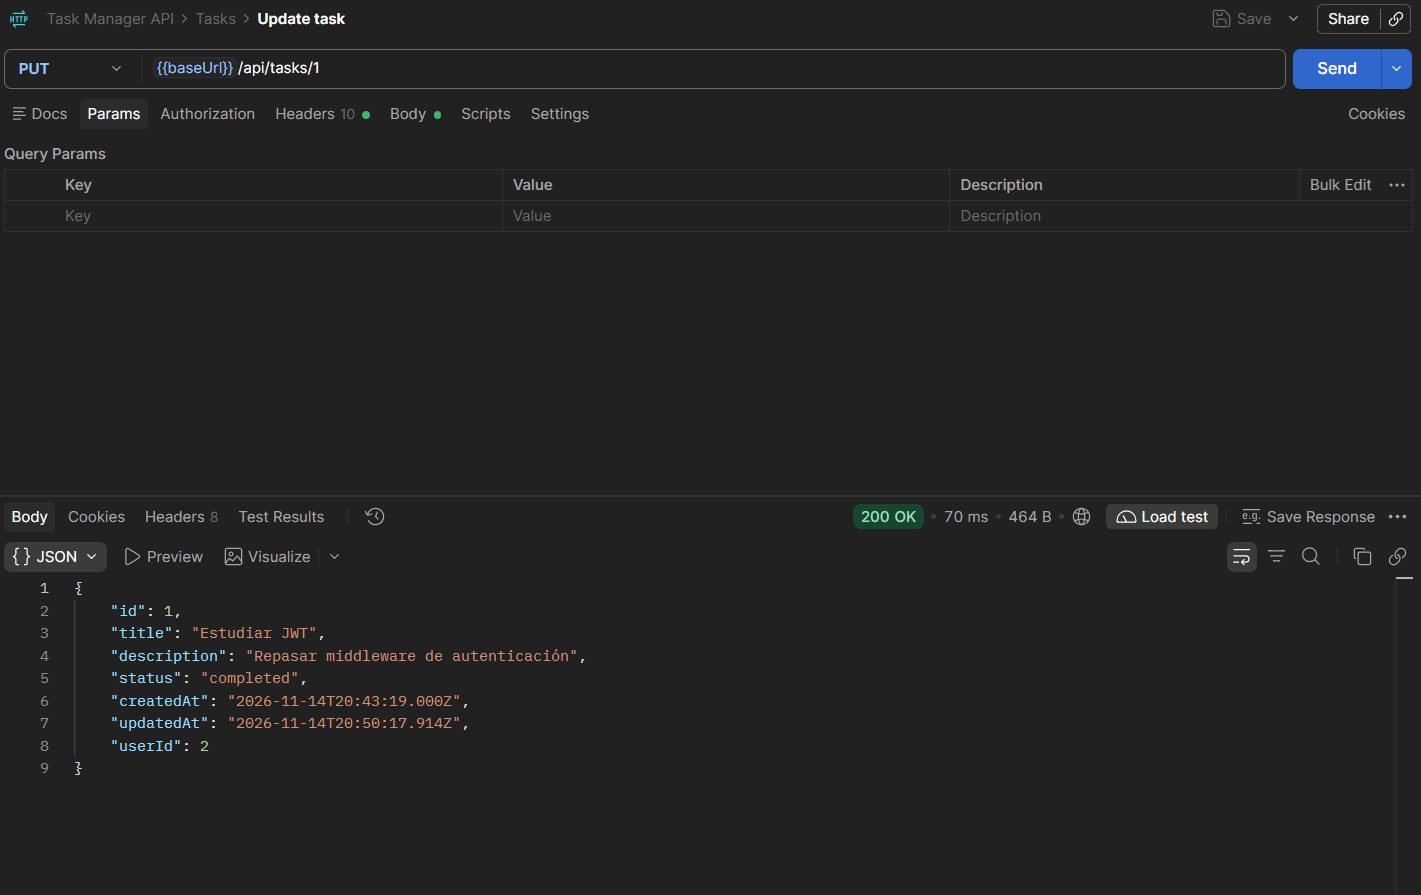 HTTP Task Manager API > Tasks > Update task Save Share
PUT {{baseUrl}} /api/tasks/1 Send
Docs Params Authorization Headers 10 Body Scripts Settings Cookies
Query Params
Key Value Description Bulk Edit ...
Key Value Description
Body Cookies Headers 8 Test Results 200 OK • 70 ms • 464 B • Load test e.g. Save Response ...
{} JSON Preview Visualize
1 {
2 "id": 1,
3 "title": "Estudiar JWT",
4 "description": "Repasar middleware de autenticación",
5 "status": "completed",
6 "createdAt": "2026-11-14T20:43:19.000Z",
7 "updatedAt": "2026-11-14T20:50:17.914Z",
8 "userId": 2
9 }